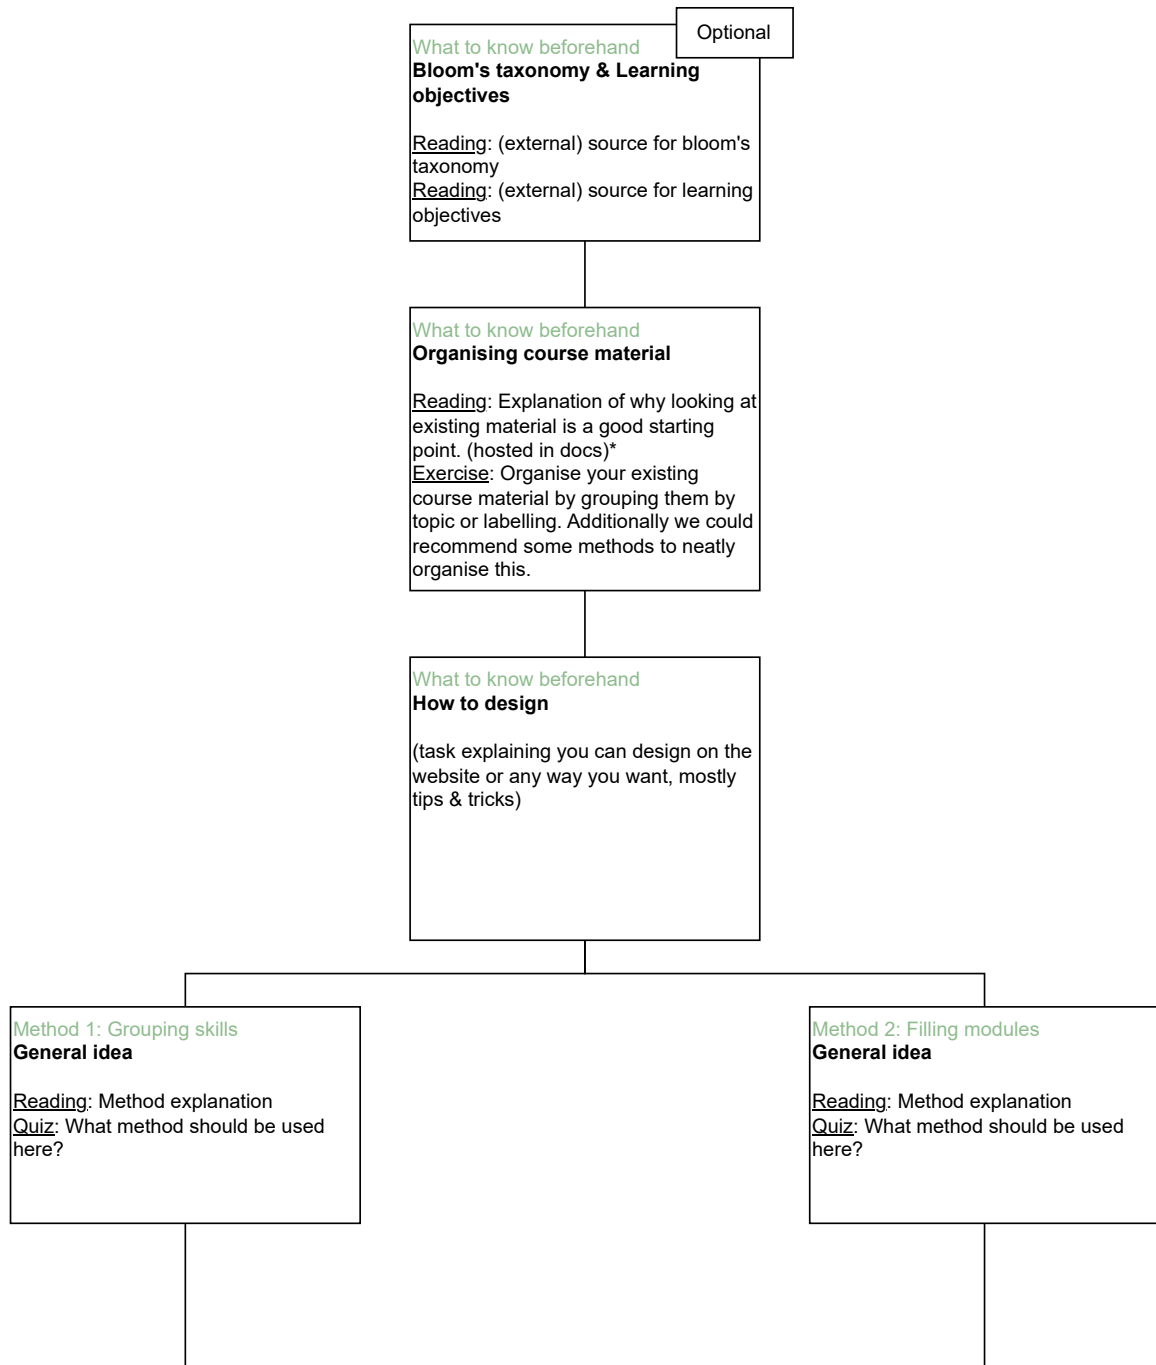 Optional
What to know beforehand
Bloom's taxonomy & Learning
objectives
Reading: (external) source for bloom's
taxonomy
Reading: (external) source for learning
objectives
What to know beforehand
Organising course material
Reading: Explanation of why looking at
existing material is a good starting
point. (hosted in docs)*
Exercise: Organise your existing
course material by grouping them by
topic or labelling. Additionally we could
recommend some methods to neatly
organise this.
What to know beforehand
How to design
(task explaining you can design on the
website or any way you want, mostly
tips & tricks)
Method 1: Grouping skills
General idea
Reading: Method explanation
Quiz: What method should be used
here?
Method 2: Filling modules
General idea
Reading: Method explanation
Quiz: What method should be used
here?